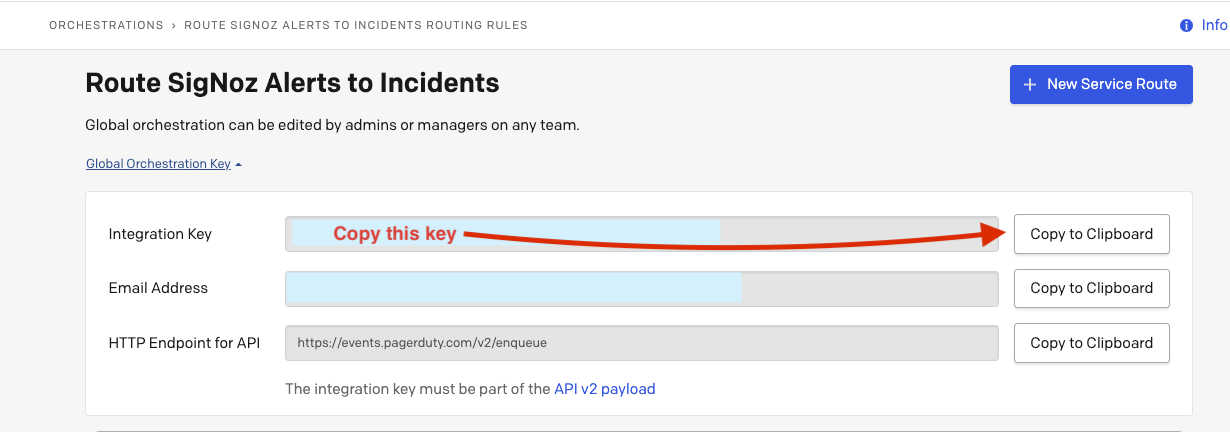 ORCHESTRATIONS › ROUTE SIGNOZ ALERTS TO INCIDENTS ROUTING RULES
Info
Route SigNoz Alerts to Incidents
+ New Service Route
Global orchestration can be edited by admins or managers on any team.
Global Orchestration Key
Integration Key
Copy this key
Copy to Clipboard
Email Address
Copy to Clipboard
HTTP Endpoint for API
https://events.pagerduty.com/v2/enqueue
Copy to Clipboard
The integration key must be part of the API v2 payload